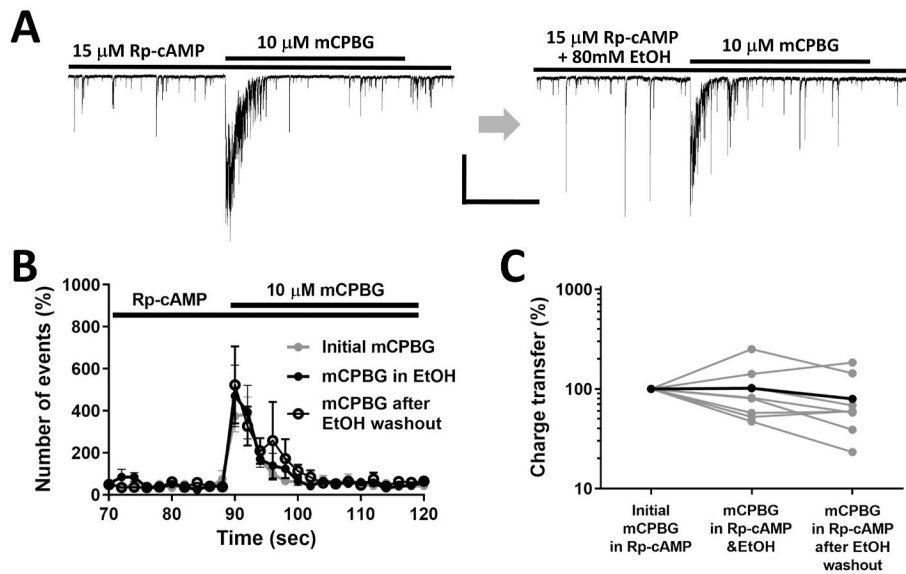 A
15 μM Rp-cAMP
10 μM mCPBG
15 μM Rp-cAMP
+ 80mM EtOH
10 μM mCPBG
B
Number of events (%)
1000
800
600
400
200
0
70
80
90
100
110
120
Time (sec)
Rp-cAMP
10 μM mCPBG
Initial mCPBG
mCPBG in EtOH
mCPBG after
EtOH washout
C
Charge transfer (%)
1000
100
10
Initial
mCPBG
in Rp-cAMP
mCPBG
in Rp-cAMP
&EtOH
mCPBG
in Rp-cAMP
after EtOH
washout